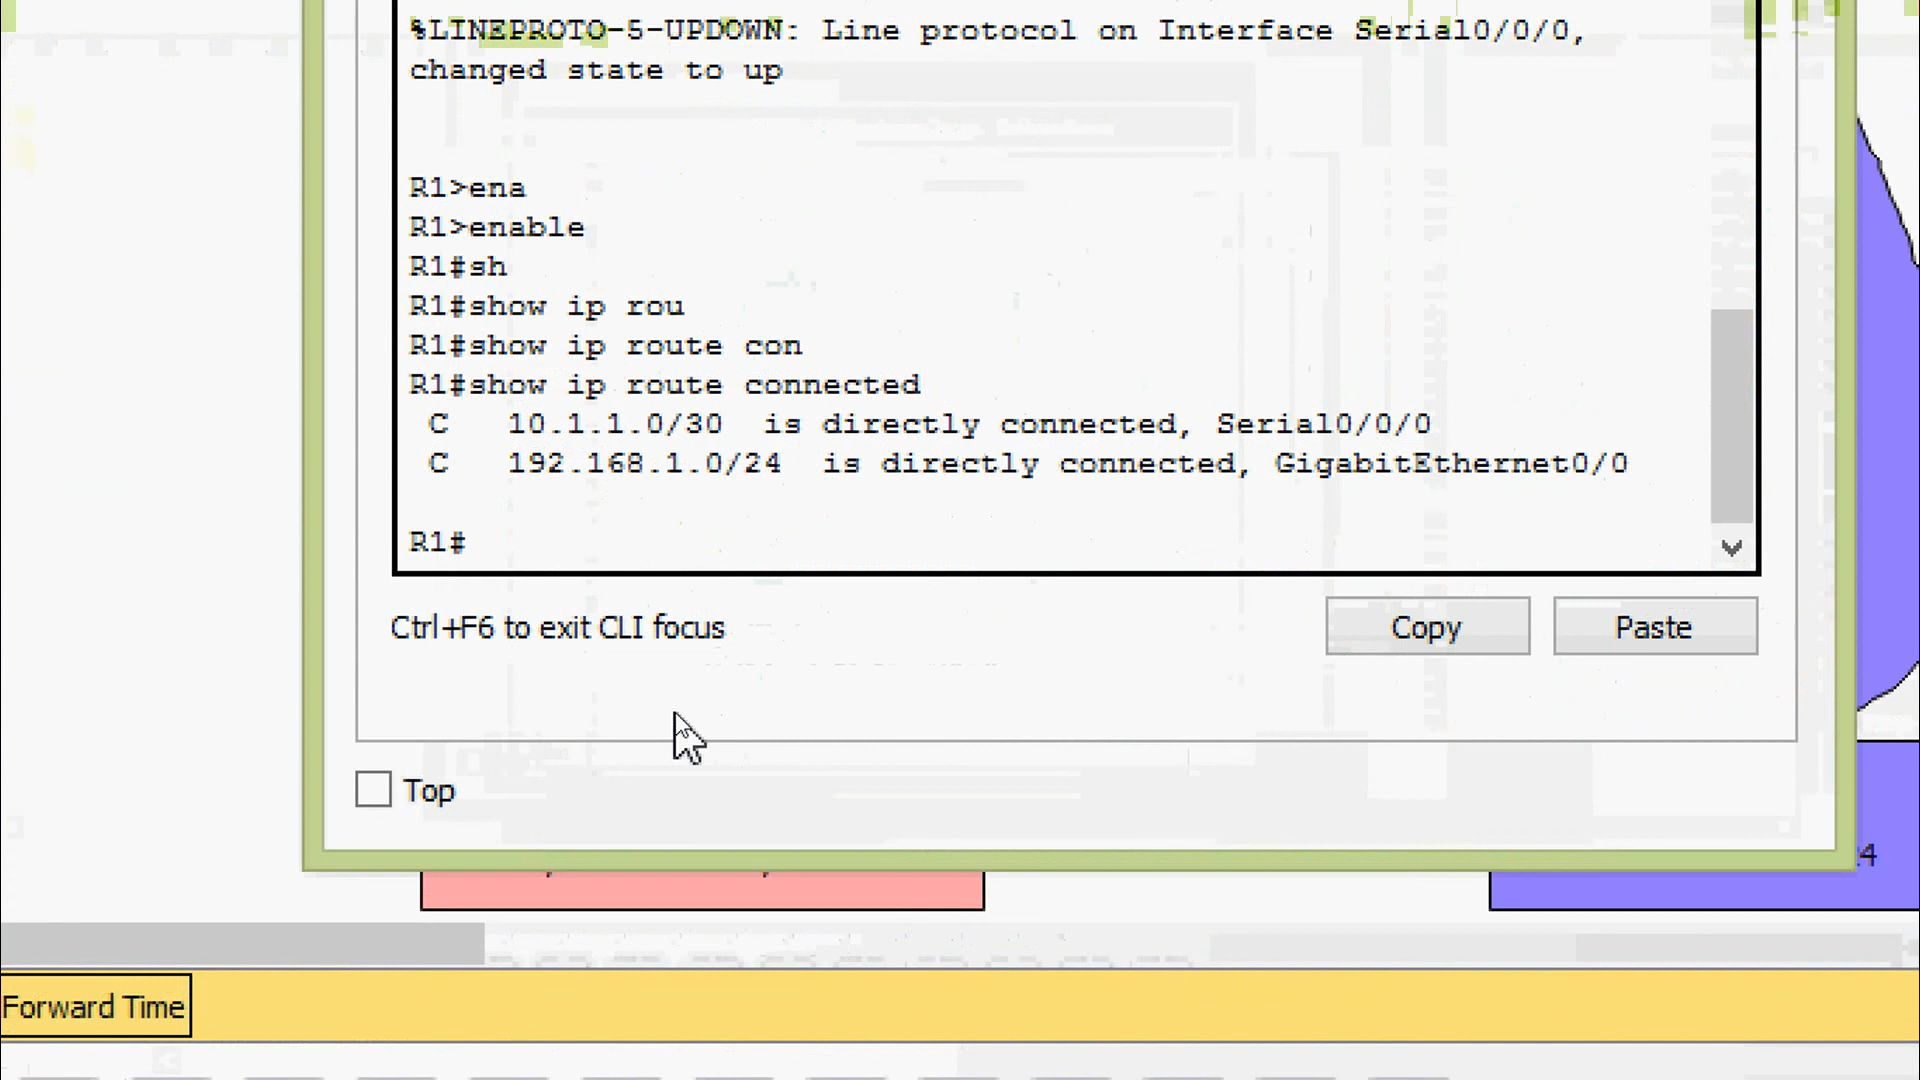 %LINEPROTO-5-UPDOWN: Line protocol on Interface Serial0/0/0,
changed state to up
R1>ena
R1>enable
R1#sh
R1#show ip rou
R1#show ip route con
R1#show ip route connected
C 10.1.1.0/30 is directly connected, Serial0/0/0
C 192.168.1.0/24 is directly connected, GigabitEthernet0/0
R1#
Ctrl+F6 to exit CLI focus
Copy
Paste
Top
Forward Time